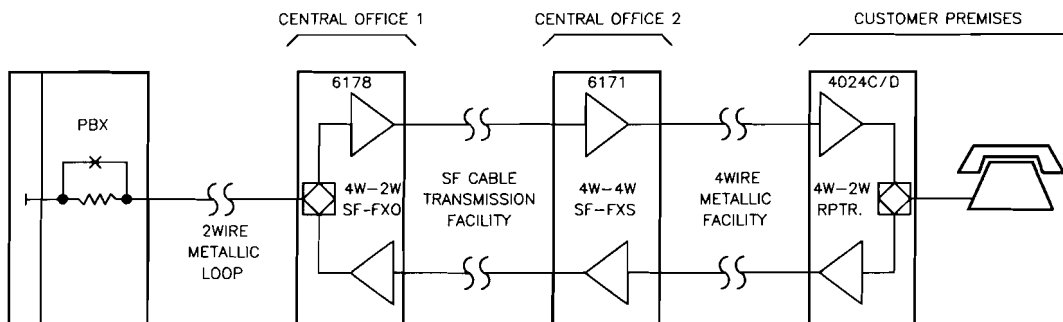 CENTRAL OFFICE 1
CENTRAL OFFICE 2
CUSTOMER PREMISES
6178
6171
4024C/D
PBX
4W-2W
SF-FXO
SF CABLE
TRANSMISSION
FACILITY
4W-4W
SF-FXS
4WIRE
METALLIC
FACILITY
4W-2W
RPTR.
2WIRE
METALLIC
LOOP